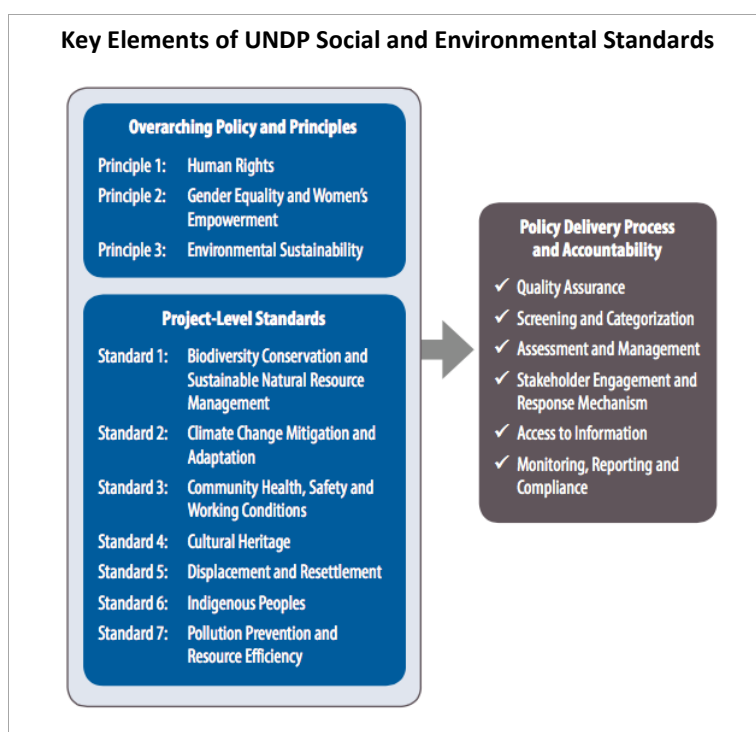 Key Elements of UNDP Social and Environmental Standards
Overarching Policy and Principles
Principle 1: Human Rights
Principle 2: Gender Equality and Women's
Empowerment
Principle 3: Environmental Sustainability
Project-Level Standards
Standard 1: Biodiversity Conservation and
Sustainable Natural Resource
Management
Standard 2: Climate Change Mitigation and
Adaptation
Standard 3: Community Health, Safety and
Working Conditions
Standard 4: Cultural Heritage
Standard 5: Displacement and Resettlement
Standard 6: Indigenous Peoples
Standard 7: Pollution Prevention and
Resource Efficiency
Policy Delivery Process
and Accountability
✓ Quality Assurance
✓ Screening and Categorization
✓ Assessment and Management
✓ Stakeholder Engagement and
Response Mechanism
✓ Access to Information
✓ Monitoring, Reporting and
Compliance